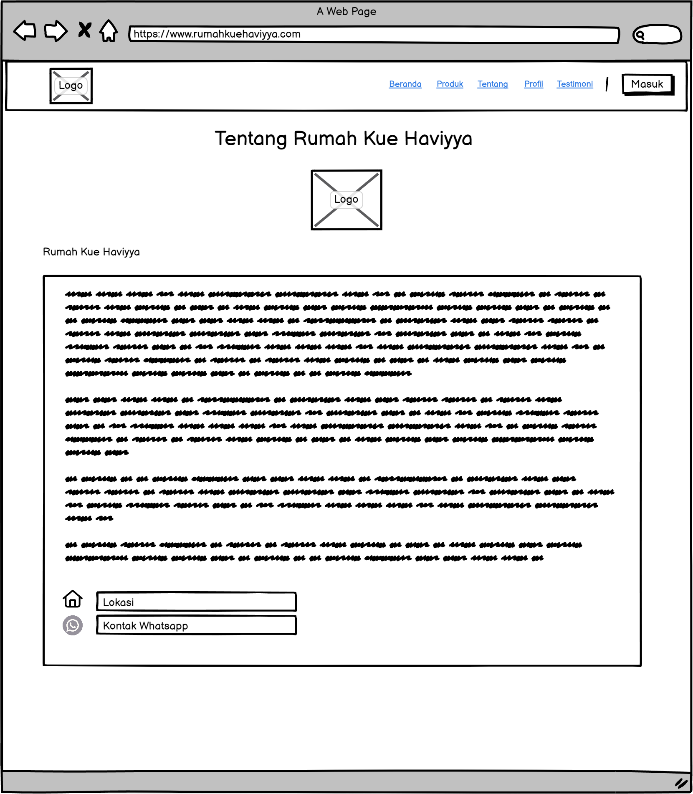 A Web Page
https://www.rumahkuehaviyya.com
Logo
Beranda Produk Tentang Profil Testimoni | Masuk
Tentang Rumah Kue Haviyya
Logo
Rumah Kue Haviyya
Lokasi
Kontak Whatsapp